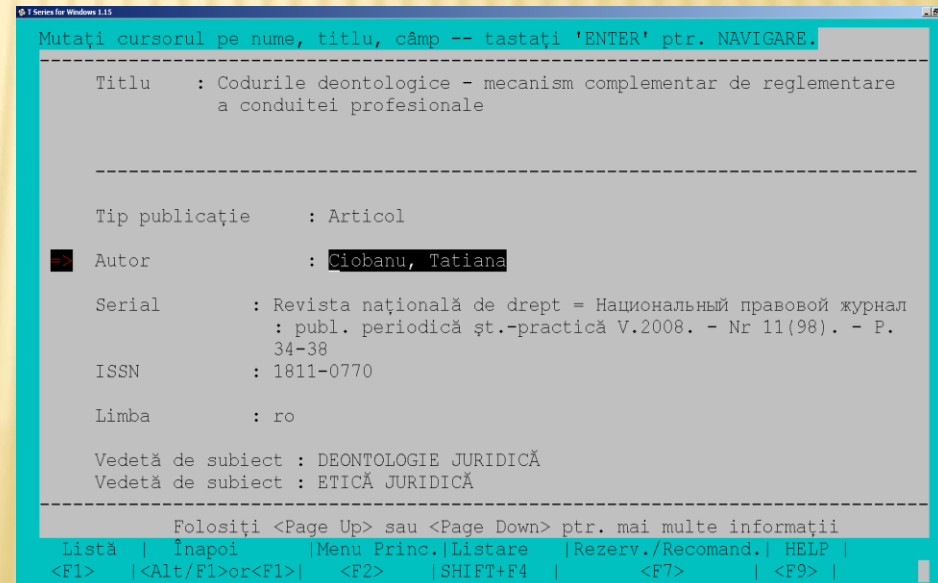 T Series for Windows 1.15
Mutați cursorul pe nume, titlu, câmp -- tastați 'ENTER' ptr. NAVIGARE.
Titlu : Codurile deontologice - mecanism complementar de reglementare
a conduitei profesionale
Tip publicație : Articol
=> Autor : Ciobanu, Tatiana
Serial : Revista națională de drept = Национальный правовой журнал
: publ. periodică șt.-practică V.2008. - Nr 11(98). - P.
34-38
ISSN : 1811-0770
Limba : ro
Vedetă de subiect : DEONTOLOGIE JURIDICĂ
Vedetă de subiect : ETICĂ JURIDICĂ
Folosiți <Page Up> sau <Page Down> ptr. mai multe informații
Listă | Înapoi |Menu Princ.|Listare |Rezerv./Recomand.| HELP |
<F1> |<Alt/F1>or<F1>| <F2> |SHIFT+F4 | <F7> | <F9> |